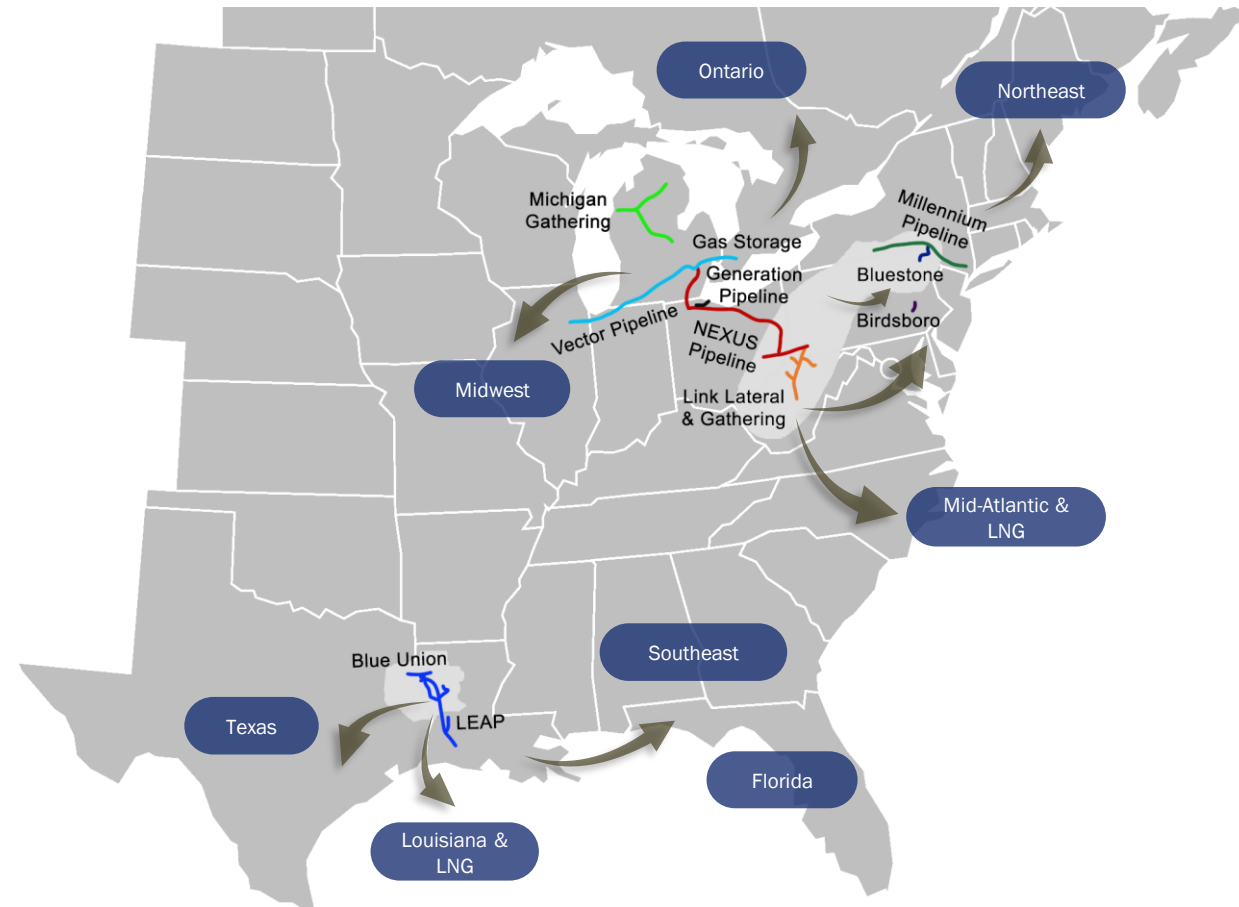 Ontario
Northeast
Michigan
Gathering
Millennium
Pipeline
Gas Storage
Generation
Pipeline
Bluestone
Birdsboro
Vector Pipeline
NEXUS
Pipeline
Midwest
Link Lateral
& Gathering
Mid-Atlantic &
LNG
Southeast
Blue Union
LEAP
Texas
Florida
Louisiana &
LNG